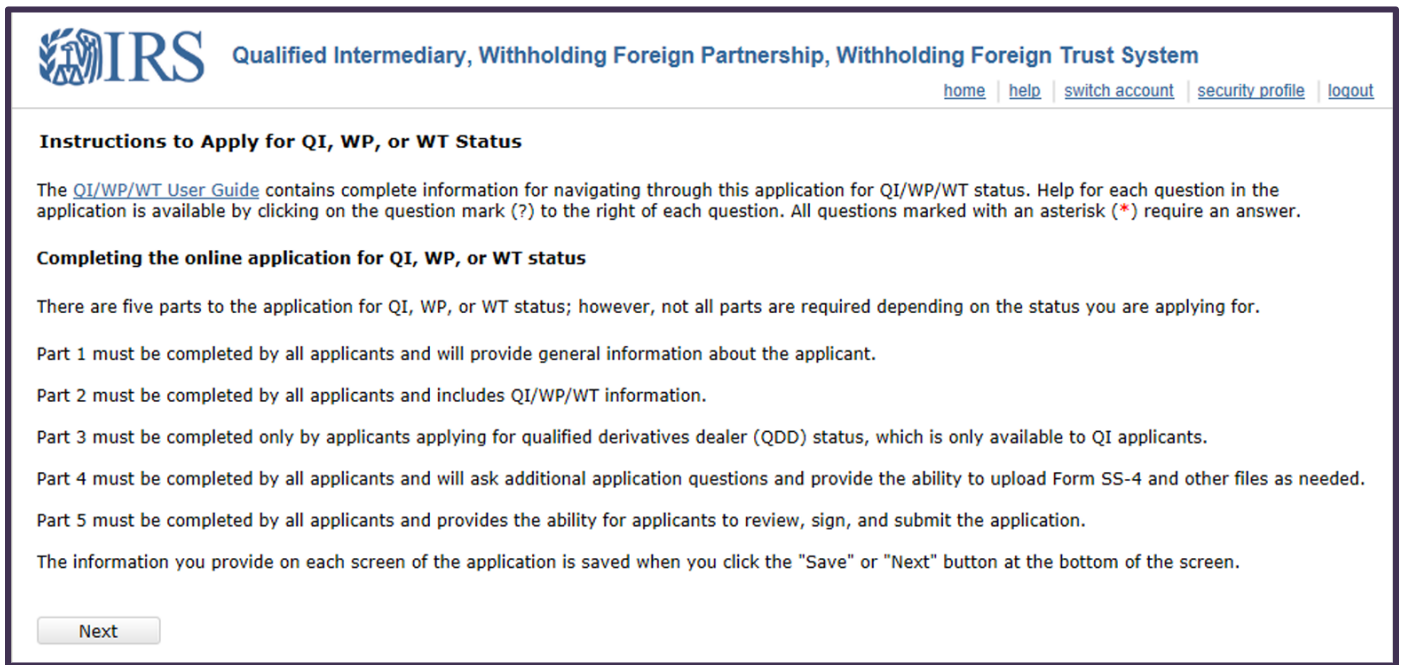 IRS
Qualified Intermediary, Withholding Foreign Partnership, Withholding Foreign Trust System
home help switch account security profile logout
Instructions to Apply for QI, WP, or WT Status
The QI/WP/WT User Guide contains complete information for navigating through this application for QI/WP/WT status. Help for each question in the
application is available by clicking on the question mark (?) to the right of each question. All questions marked with an asterisk (*) require an answer.
Completing the online application for QI, WP, or WT status
There are five parts to the application for QI, WP, or WT status; however, not all parts are required depending on the status you are applying for.
Part 1 must be completed by all applicants and will provide general information about the applicant.
Part 2 must be completed by all applicants and includes QI/WP/WT information.
Part 3 must be completed only by applicants applying for qualified derivatives dealer (QDD) status, which is only available to QI applicants.
Part 4 must be completed by all applicants and will ask additional application questions and provide the ability to upload Form SS-4 and other files as needed.
Part 5 must be completed by all applicants and provides the ability for applicants to review, sign, and submit the application.
The information you provide on each screen of the application is saved when you click the "Save" or "Next" button at the bottom of the screen.
Next